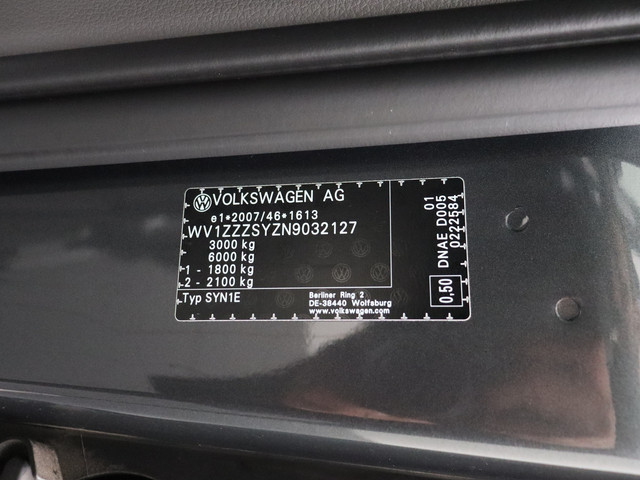 VOLKSWAGEN AG
e1*2007/46*1613
WV1ZZZSYZN9032127
3000 kg
6000 kg
1 - 1800 kg
2 - 2100 kg
Typ SYN1E
Berliner Ring 2
DE-38440 Wolfsburg
www.volkswagen.com
0.50
DNAE D005 01
0222584